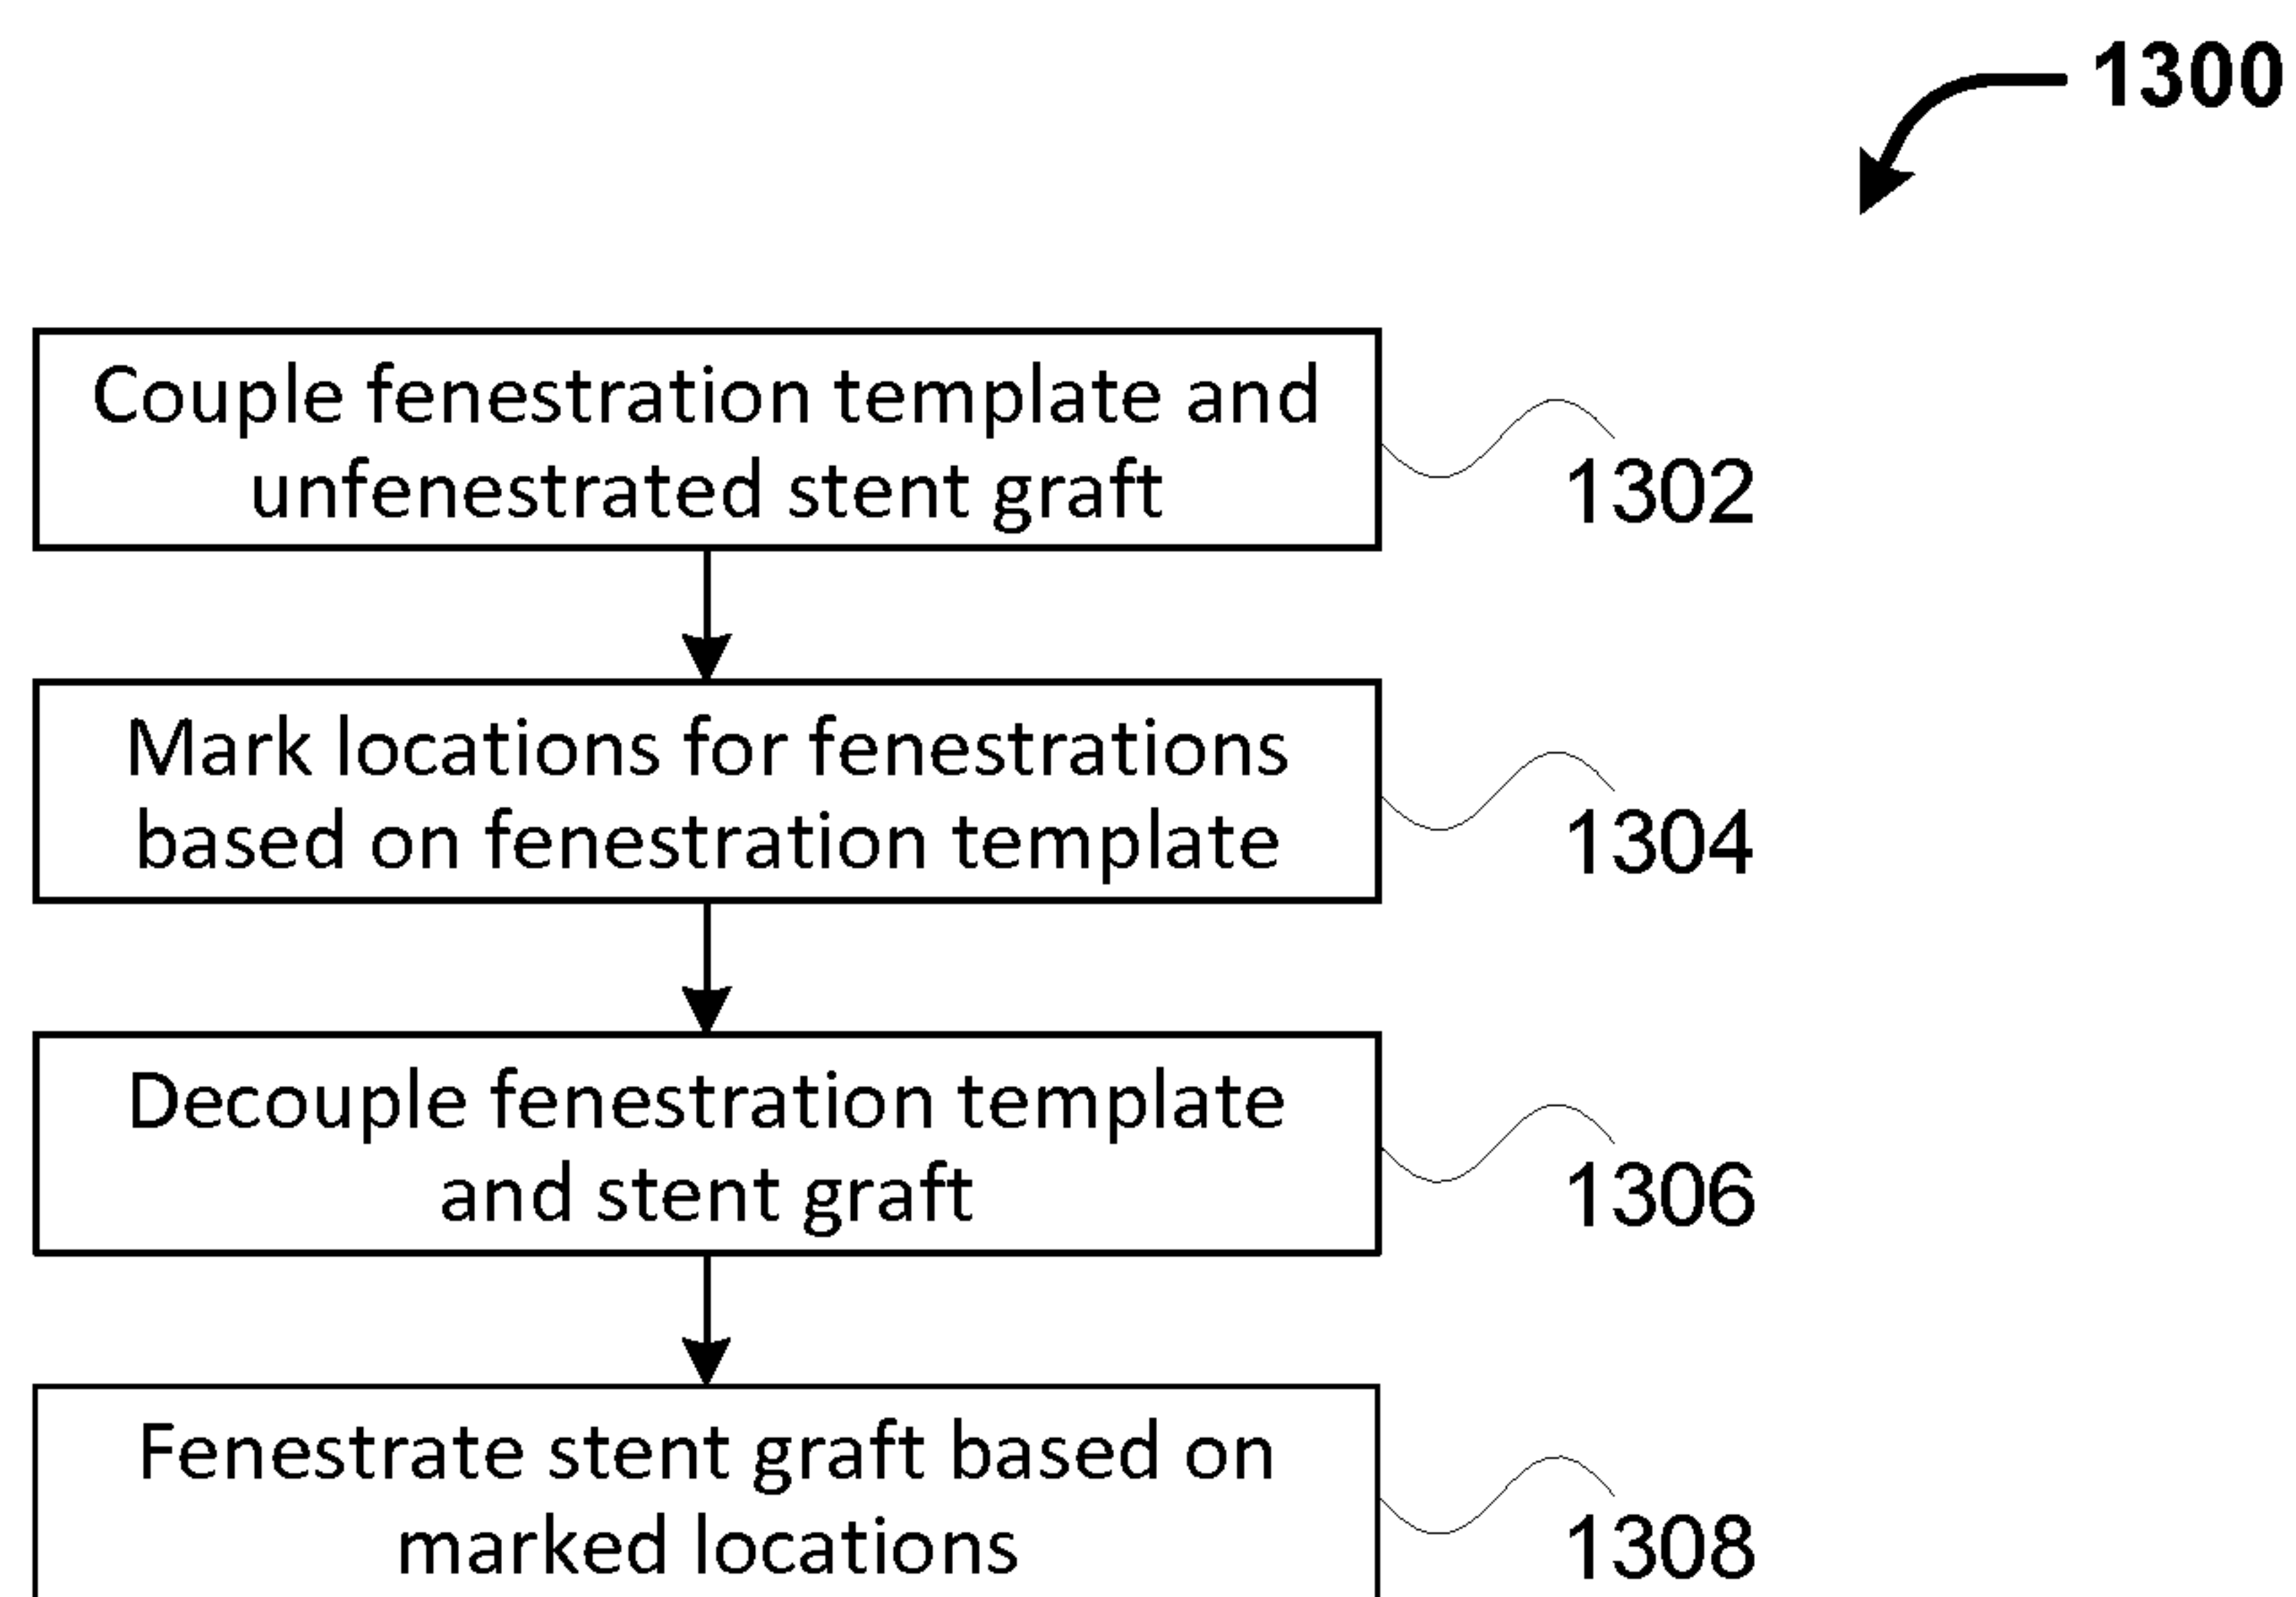 1300
Couple fenestration template and
unfenestrated stent graft
1302
Mark locations for fenestrations
based on fenestration template
1304
Decouple fenestration template
and stent graft
1306
Fenestrate stent graft based on
marked locations
1308